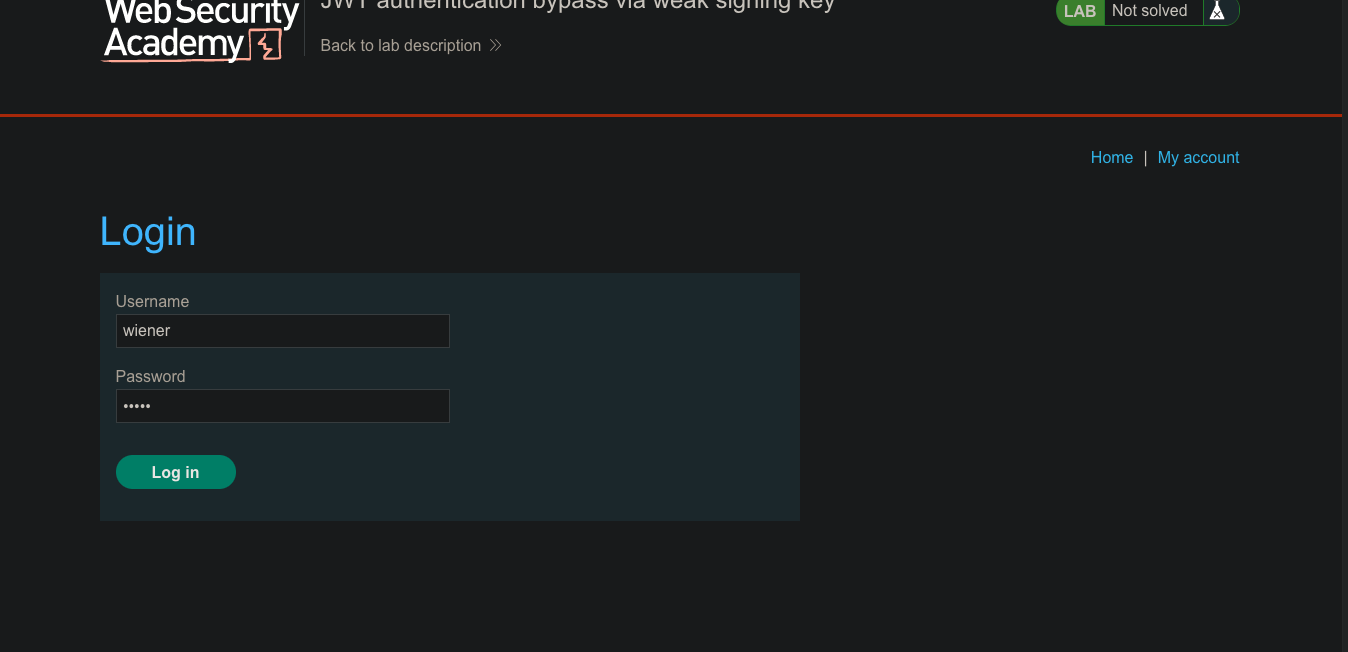 Web Security
Academy
JWT authentication bypass via weak signing key
Back to lab description
LAB
Not solved
Home | My account
Login
Username
wiener
Password
•••••
Log in